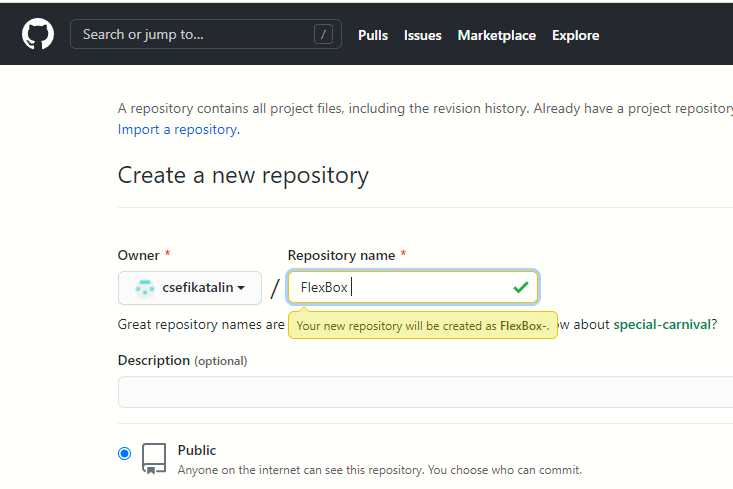 Search or jump to... / Pulls Issues Marketplace Explore
A repository contains all project files, including the revision history. Already have a project repository
Import a repository.
Create a new repository
Owner * Repository name *
csefikatalin / FlexBox
Great repository names are Your new repository will be created as FlexBox-. ow about special-carnival?
Description (optional)
Public
Anyone on the internet can see this repository. You choose who can commit.